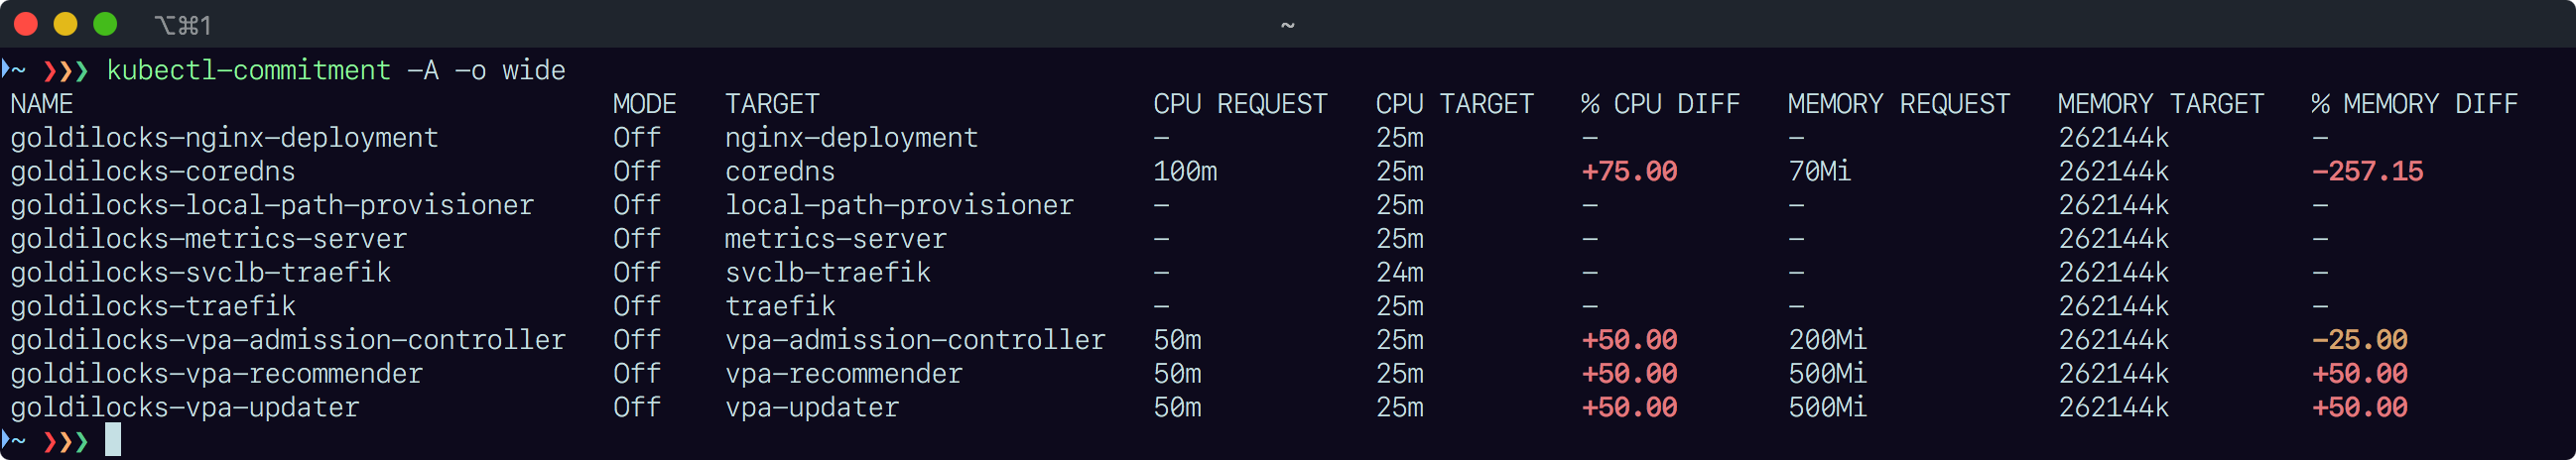 ⌥⌘1 ~
~ ❯❯❯ kubectl-commitment -A -o wide
NAME MODE TARGET CPU REQUEST CPU TARGET % CPU DIFF MEMORY REQUEST MEMORY TARGET % MEMORY DIFF
goldilocks-nginx-deployment Off nginx-deployment - 25m - - 262144k -
goldilocks-coredns Off coredns 100m 25m +75.00 70Mi 262144k -257.15
goldilocks-local-path-provisioner Off local-path-provisioner - 25m - - 262144k -
goldilocks-metrics-server Off metrics-server - 25m - - 262144k -
goldilocks-svclb-traefik Off svclb-traefik - 24m - - 262144k -
goldilocks-traefik Off traefik - 25m - - 262144k -
goldilocks-vpa-admission-controller Off vpa-admission-controller 50m 25m +50.00 200Mi 262144k -25.00
goldilocks-vpa-recommender Off vpa-recommender 50m 25m +50.00 500Mi 262144k +50.00
goldilocks-vpa-updater Off vpa-updater 50m 25m +50.00 500Mi 262144k +50.00
~ ❯❯❯